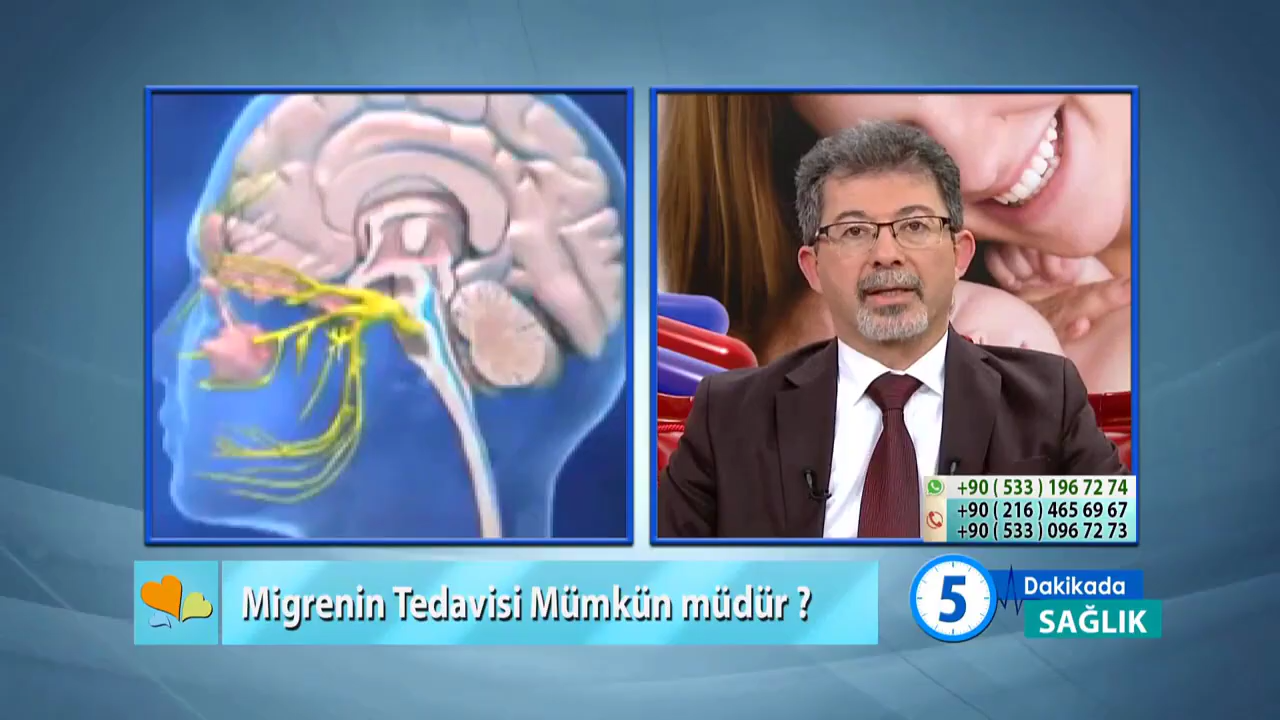 +90 ( 533 ) 196 72 74
+90 ( 216 ) 465 69 67
+90 ( 533 ) 096 72 73
Migrenin Tedavisi Mümkün müdür ?
5 Dakikada
SAĞLIK